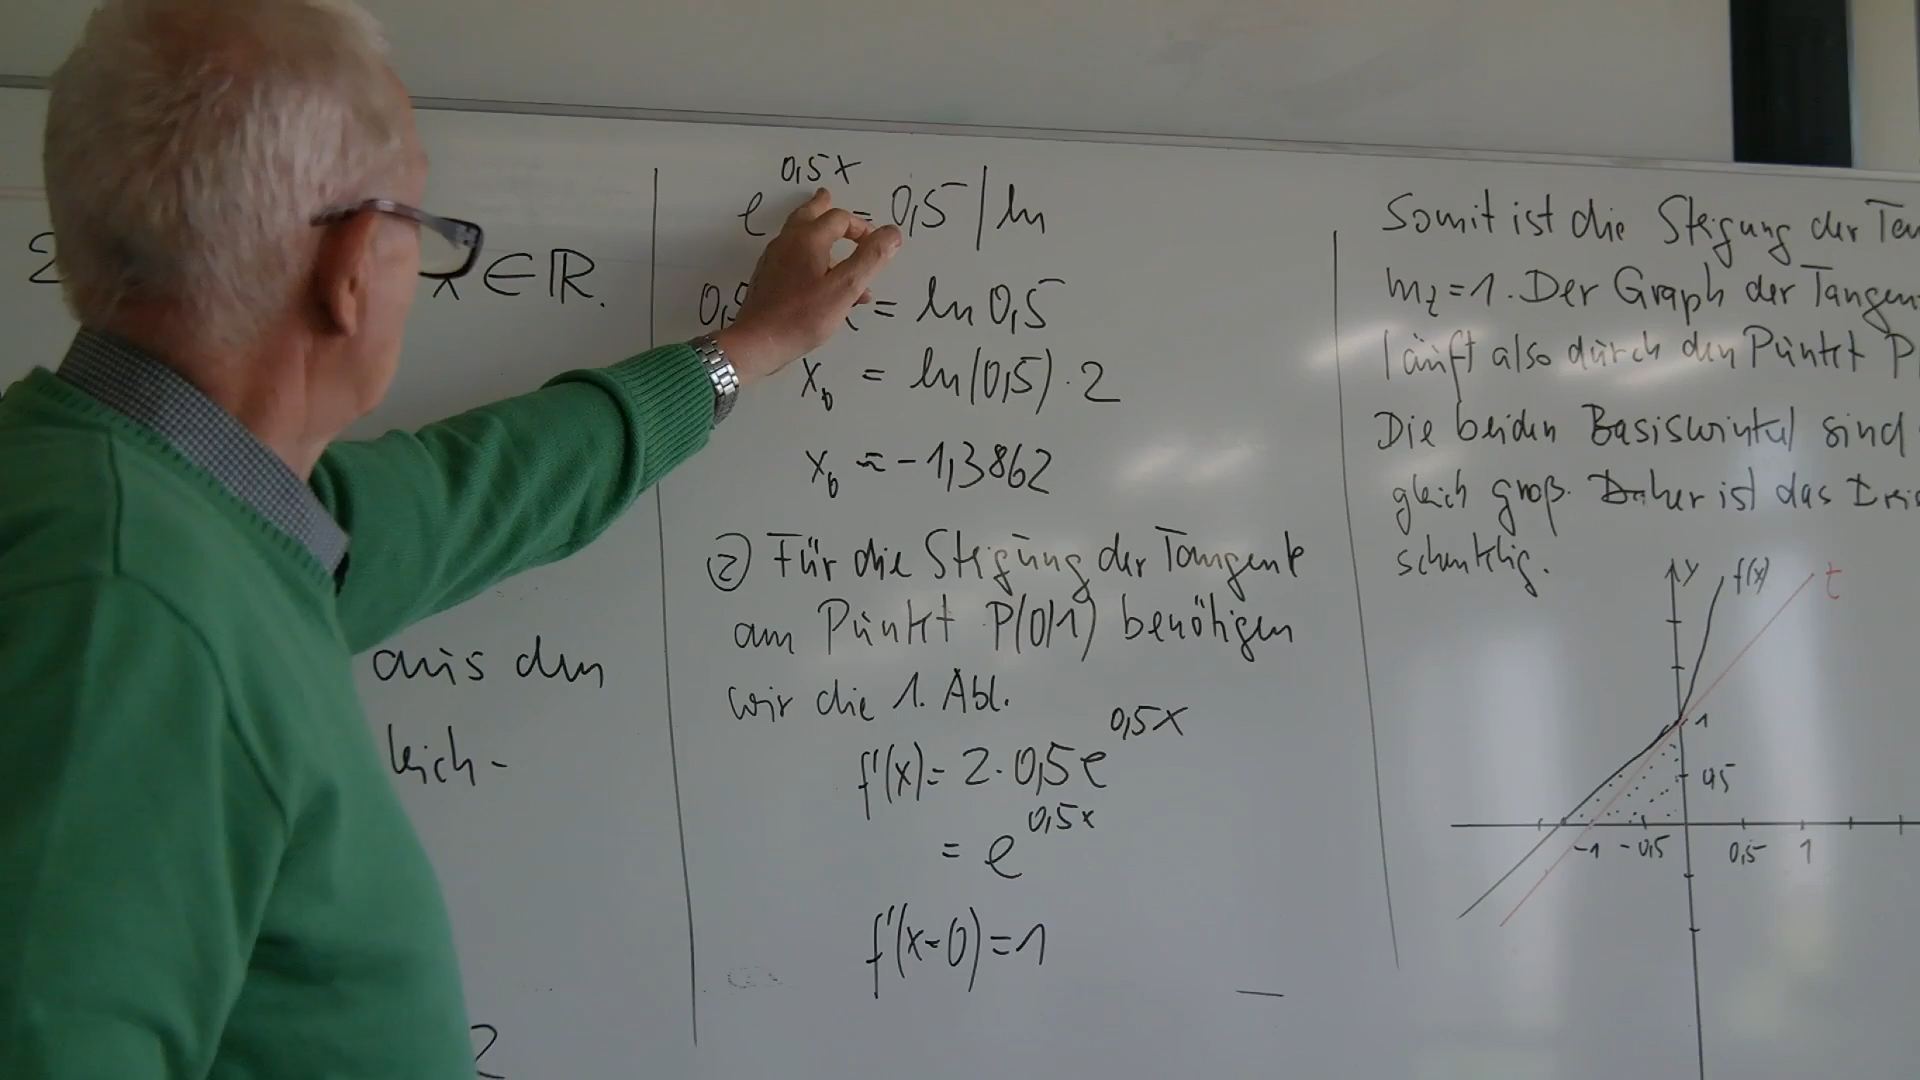 x ∈ ℝ.
aus den
leich-
2
e^0,5x = 0,5 | ln
= ln 0,5
x₀ = ln(0,5) · 2
x₀ ≈ -1,3862
② Für die Steigung der Tangente
am Punkt P(0|1) benötigen
wir die 1. Abl.
f'(x) = 2 · 0,5e^0,5x
= e^0,5x
f'(x=0) = 1
Somit ist die Steigung der Tan
= 1. Der Graph der Tangen
läuft also durch den Punkt P
Die beiden Basiswinkel sind
gleich groß. Daher ist das Drei
schenklig.
y f(x) t
1
0,5
-1 -0,5 0,5 1